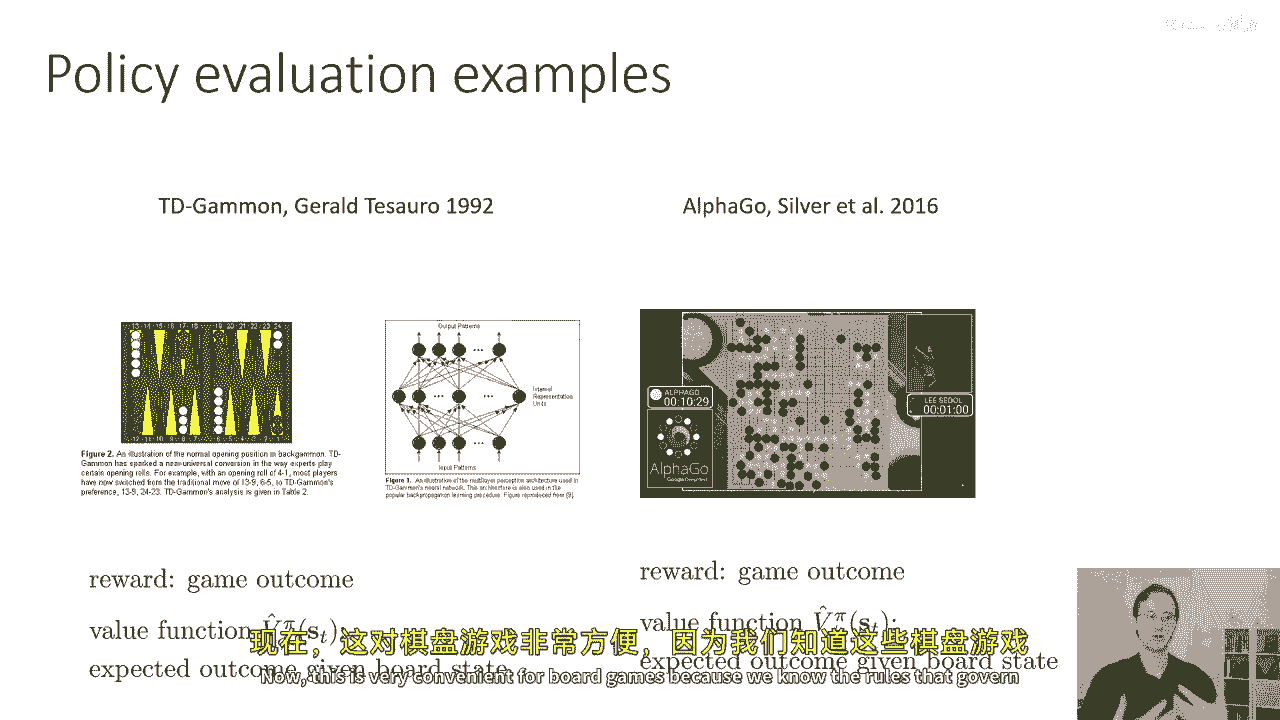 Policy evaluation examples
TD-Gammon, Gerald Tesauro 1992
AlphaGo, Silver et al. 2016
13 14 15 16 17 18 19 20 21 22 23 24
12 11 10 9 8 7 6 5 4 3 2 1
Figure 2. An illustration of the normal opening position in backgammon. TD-
Gammon has sparked a near-universal conversion in the way experts play
certain opening rolls. For example, with an opening roll of 4-1, most players
have now switched from the traditional move of 13-9, 6-5, to TD-Gammon's
preference, 13-9, 24-23. TD-Gammon's analysis is given in Table 2.
Output Patterns
Internal
Representation
Units
Input Patterns
Figure 1. An illustration of the multilayer perception architecture used in
TD-Gammon's neural network. This architecture is also used in the
popular backpropagation learning procedure. Figure reproduced from [9].
ALPHAGO
00:10:29
AlphaGo
Google DeepMind
LEE SEDOL
00:01:00
reward: game outcome
value function V̂^π(s_t):
expected outcome given board state
reward: game outcome
value function V̂^π(s_t):
expected outcome given board state
现在，这对棋盘游戏非常方便，因为我们知道这些棋盘游戏
Now, this is very convenient for board games because we know the rules that govern